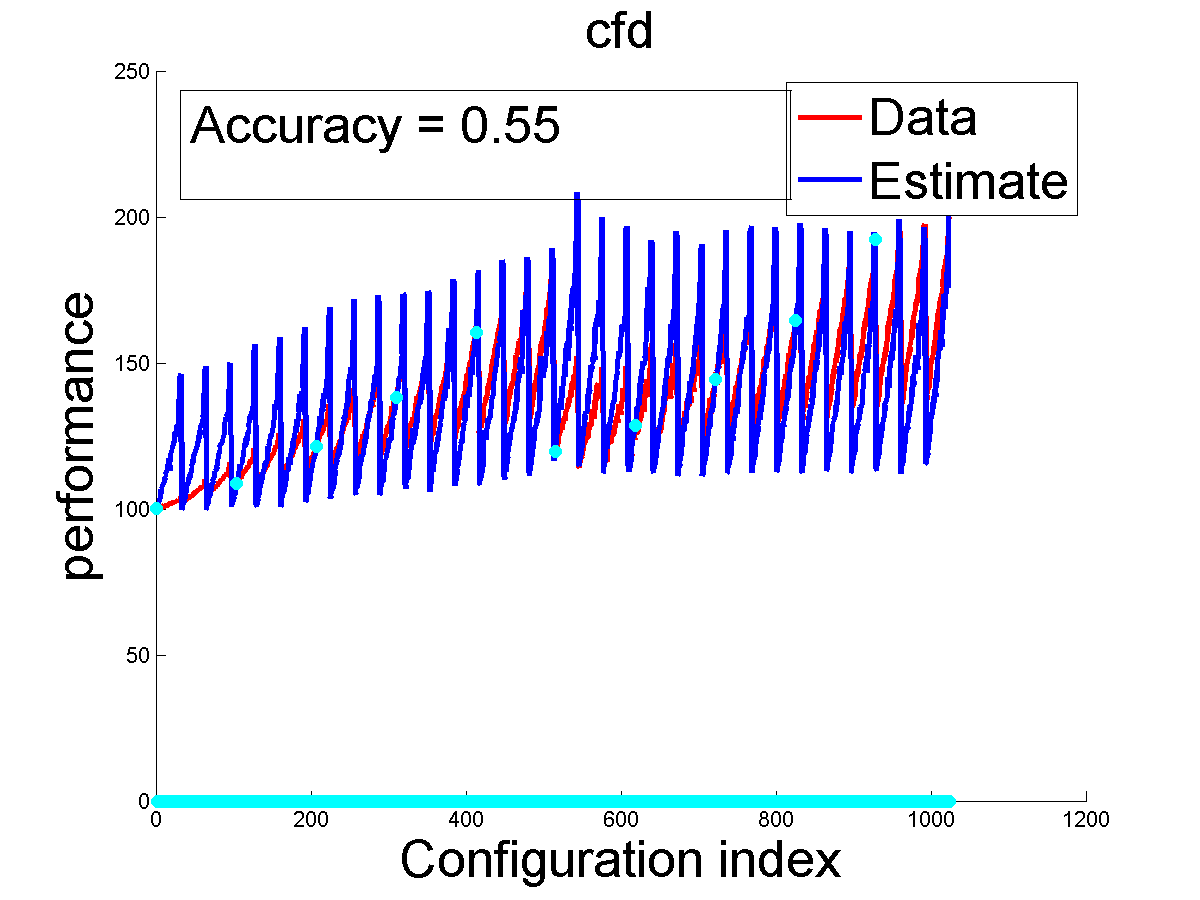 cfd
Accuracy = 0.55
Data
Estimate
250
200
150
100
50
0
performance
0 200 400 600 800 1000 1200
Configuration index